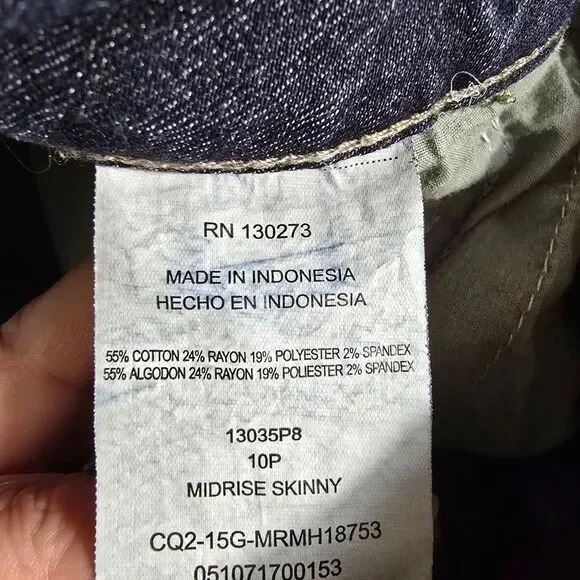 RN 130273
MADE IN INDONESIA
HECHO EN INDONESIA
55% COTTON 24% RAYON 19% POLYESTER 2% SPANDEX
55% ALGODON 24% RAYON 19% POLIESTER 2% SPANDEX
13035P8
10P
MIDRISE SKINNY
CQ2-15G-MRMH18753
051071700153